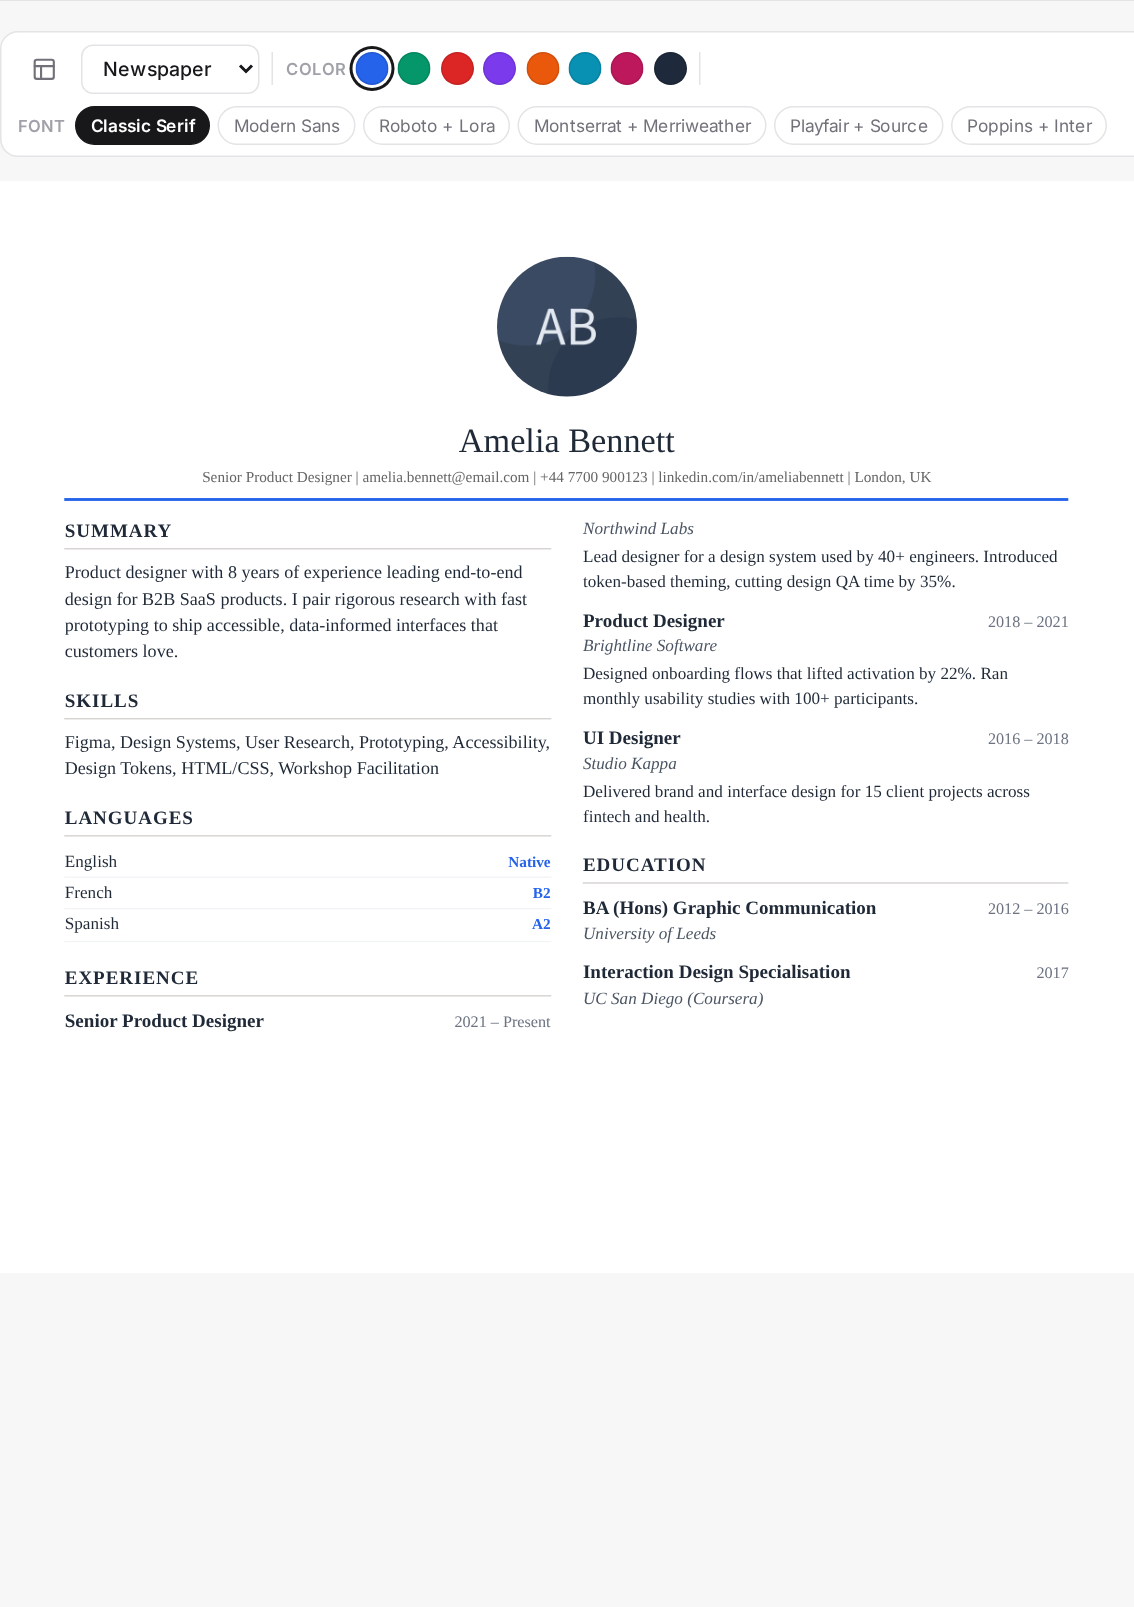 Newspaper
COLOR
FONT
Classic Serif
Modern Sans
Roboto + Lora
Montserrat + Merriweather
Playfair + Source
Poppins + Inter
AB
Amelia Bennett
Senior Product Designer | amelia.bennett@email.com | +44 7700 900123 | linkedin.com/in/ameliabennett | London, UK
SUMMARY
Product designer with 8 years of experience leading end-to-end
design for B2B SaaS products. I pair rigorous research with fast
prototyping to ship accessible, data-informed interfaces that
customers love.
SKILLS
Figma, Design Systems, User Research, Prototyping, Accessibility,
Design Tokens, HTML/CSS, Workshop Facilitation
LANGUAGES
English Native
French B2
Spanish A2
EXPERIENCE
Senior Product Designer 2021 – Present
Northwind Labs
Lead designer for a design system used by 40+ engineers. Introduced
token-based theming, cutting design QA time by 35%.
Product Designer 2018 – 2021
Brightline Software
Designed onboarding flows that lifted activation by 22%. Ran
monthly usability studies with 100+ participants.
UI Designer 2016 – 2018
Studio Kappa
Delivered brand and interface design for 15 client projects across
fintech and health.
EDUCATION
BA (Hons) Graphic Communication 2012 – 2016
University of Leeds
Interaction Design Specialisation 2017
UC San Diego (Coursera)